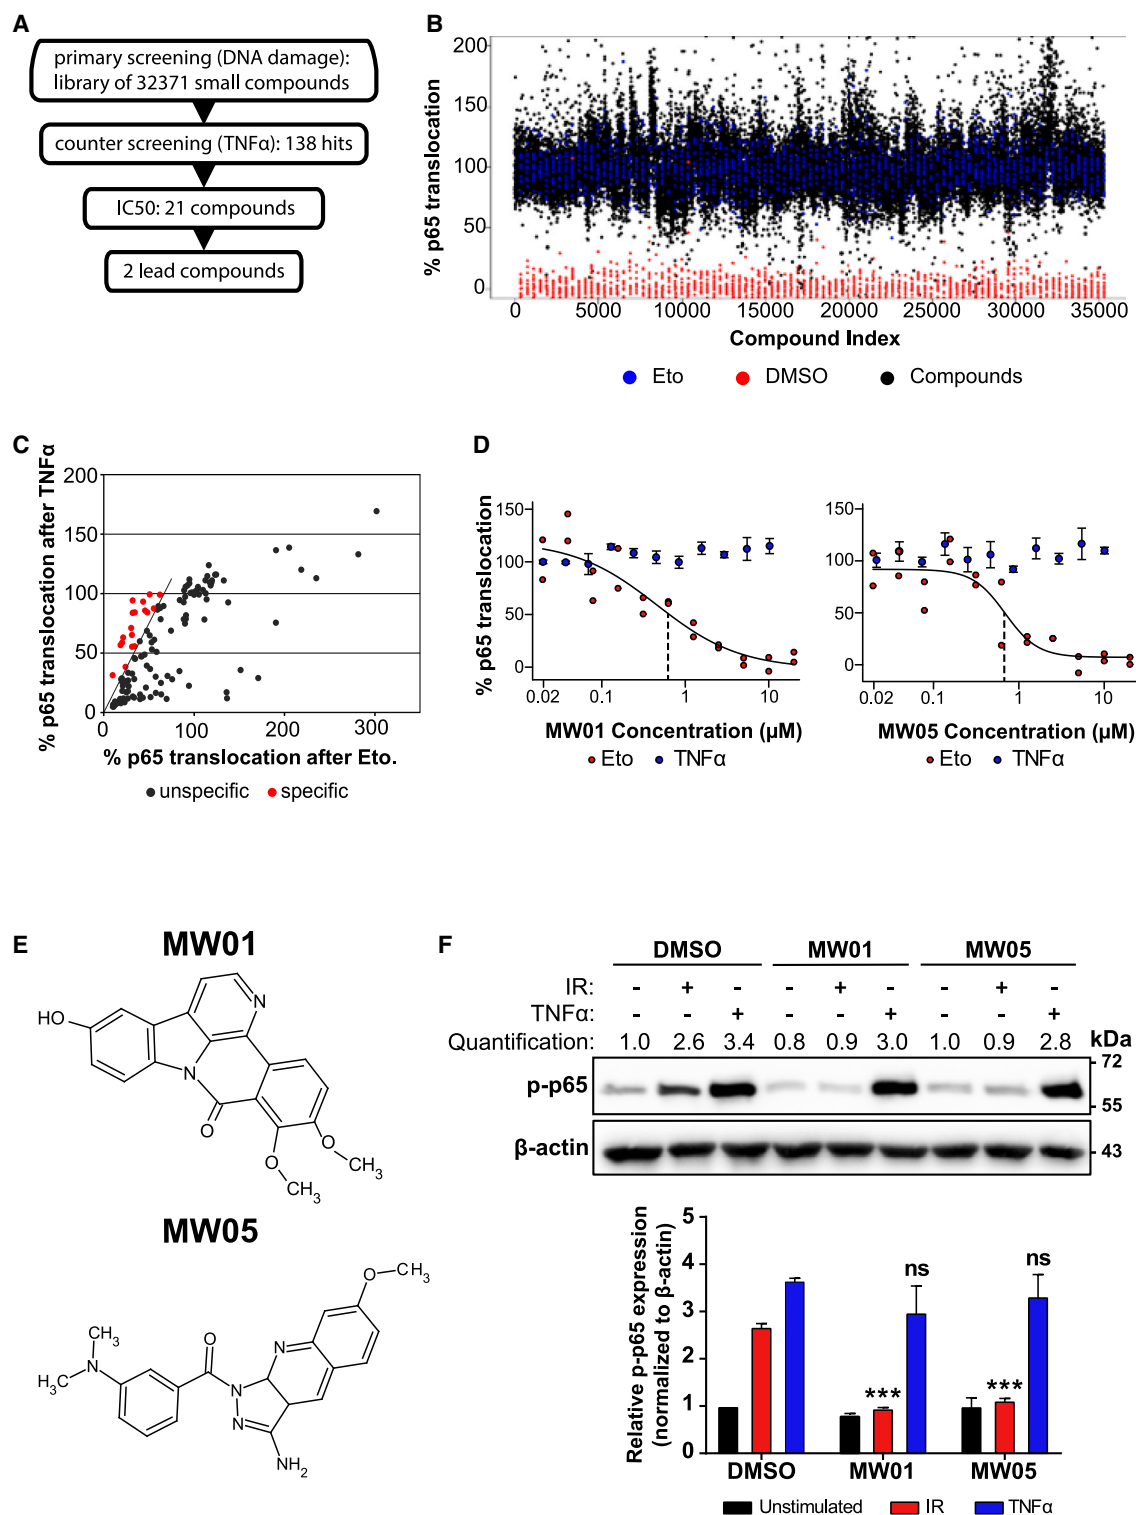 A
primary screening (DNA damage):
library of 32371 small compounds
counter screening (TNFα): 138 hits
IC50: 21 compounds
2 lead compounds
B
% p65 translocation
200
150
100
50
0
0 5000 10000 15000 20000 25000 30000 35000
Compound Index
Eto DMSO Compounds
C
% p65 translocation after TNFα
200
150
100
50
0
0 100 200 300
% p65 translocation after Eto.
unspecific specific
D
% p65 translocation
150
100
50
0
0.02 0.1 1 10
MW01 Concentration (µM)
Eto TNFα
150
100
50
0
0.02 0.1 1 10
MW05 Concentration (µM)
Eto TNFα
E
MW01
HO
N
N
O
O
CH3
O
CH3
MW05
O
CH3
CH3
N
H3C
O
N
N
N
NH2
F
DMSO MW01 MW05
IR: - + - - + - - + -
TNFα: - - + - - + - - +
Quantification: 1.0 2.6 3.4 0.8 0.9 3.0 1.0 0.9 2.8 kDa
p-p65
72
55
β-actin
43
Relative p-p65 expression
(normalized to β-actin)
5
4
3
2
1
0
*** ns
*** ns
DMSO MW01 MW05
Unstimulated IR TNFα